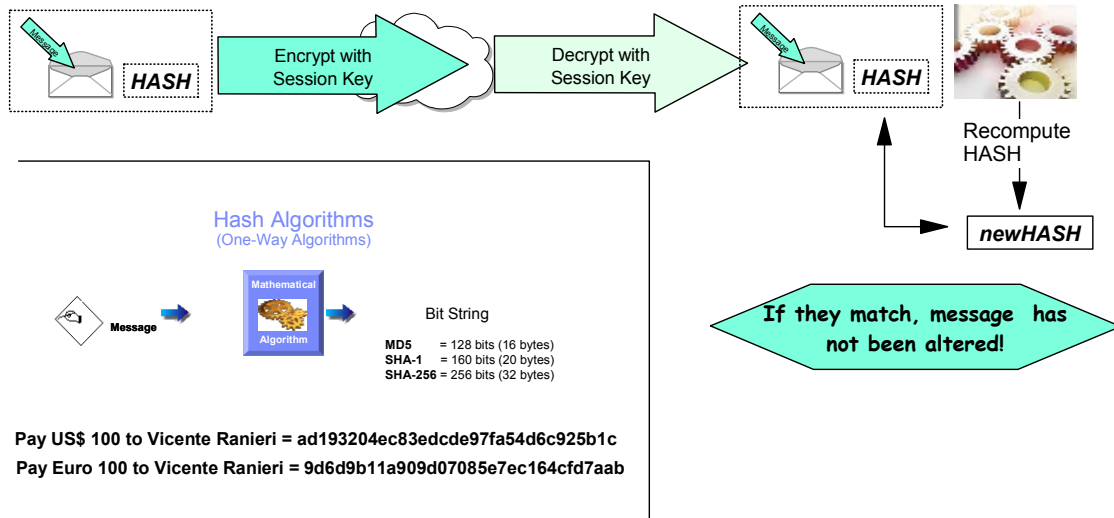 Message
HASH
Encrypt with
Session Key
Decrypt with
Session Key
Message
HASH
Recompute
HASH
newHASH
If they match, message has
not been altered!
Hash Algorithms
(One-Way Algorithms)
Message
Mathematical
Algorithm
Bit String
MD5 = 128 bits (16 bytes)
SHA-1 = 160 bits (20 bytes)
SHA-256 = 256 bits (32 bytes)
Pay US$ 100 to Vicente Ranieri = ad193204ec83edcde97fa54d6c925b1c
Pay Euro 100 to Vicente Ranieri = 9d6d9b11a909d07085e7ec164cfd7aab